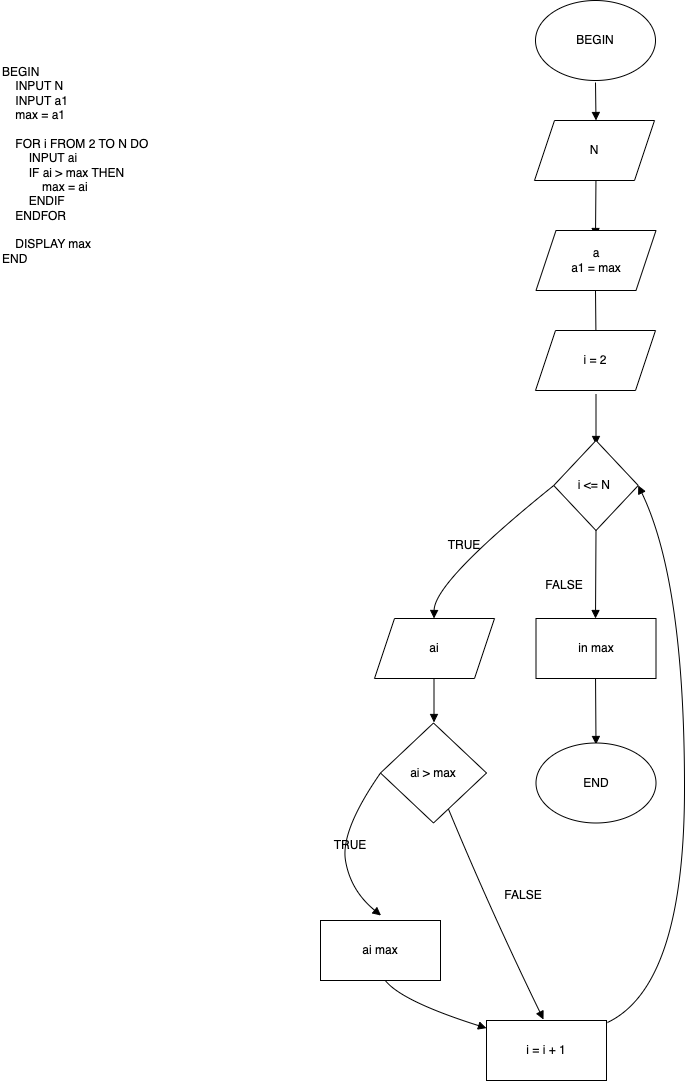 BEGIN
INPUT N
INPUT a1
max = a1
FOR i FROM 2 TO N DO
INPUT ai
IF ai > max THEN
max = ai
ENDIF
ENDFOR
DISPLAY max
END
BEGIN
N
a
a1 = max
i = 2
i <= N
TRUE
FALSE
ai
in max
ai > max
END
TRUE
FALSE
ai max
i = i + 1